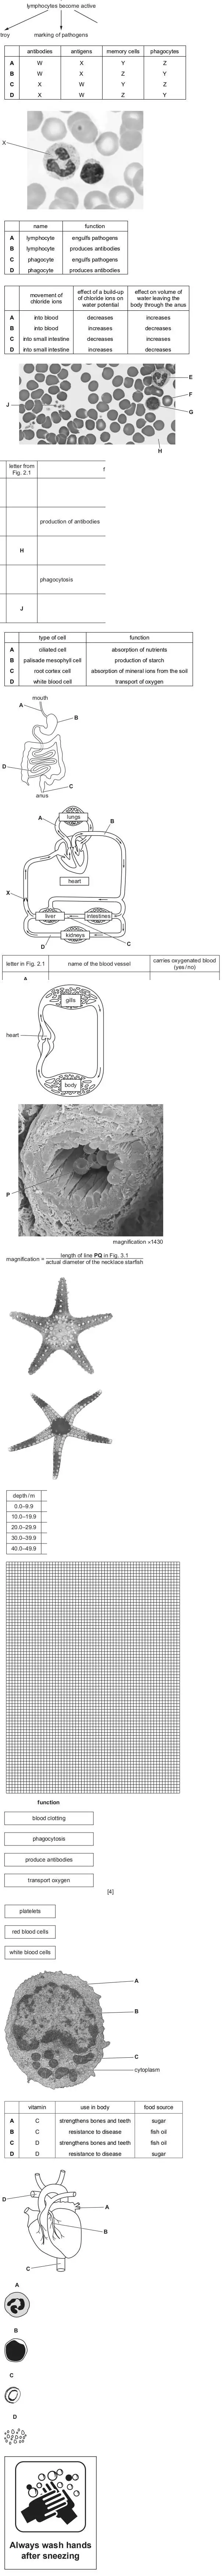 lymphocytes become active
troy
marking of pathogens
antibodies antigens memory cells phagocytes
A W X Y Z
B W X Z Y
C X W Y Z
D X W Z Y
X
name function
A lymphocyte engulfs pathogens
B lymphocyte produces antibodies
C phagocyte engulfs pathogens
D phagocyte produces antibodies
movement of chloride ions effect of a build-up of chloride ions on water potential effect on volume of water leaving the body through the anus
A into blood decreases increases
B into blood increases decreases
C into small intestine decreases increases
D into small intestine increases decreases
E
F
J
G
H
letter from Fig. 2.1 f
production of antibodies
H
phagocytosis
J
type of cell function
A ciliated cell absorption of nutrients
B palisade mesophyll cell production of starch
C root cortex cell absorption of mineral ions from the soil
D white blood cell transport of oxygen
mouth
A
B
D
C
anus
A
lungs
B
heart
X
liver
intestines
kidneys
D
C
letter in Fig. 2.1 name of the blood vessel carries oxygenated blood (yes/no)
A
gills
heart
body
P
magnification ×1430
magnification = length of line PQ in Fig. 3.1
actual diameter of the necklace starfish
depth/m
0.0–9.9
10.0–19.9
20.0–29.9
30.0–39.9
40.0–49.9
function
blood clotting
phagocytosis
produce antibodies
transport oxygen
[4]
platelets
red blood cells
white blood cells
A
B
C
cytoplasm
vitamin use in body food source
A C strengthens bones and teeth sugar
B C resistance to disease fish oil
C D strengthens bones and teeth fish oil
D D resistance to disease sugar
D
A
B
C
A
B
C
D
Always wash hands
after sneezing